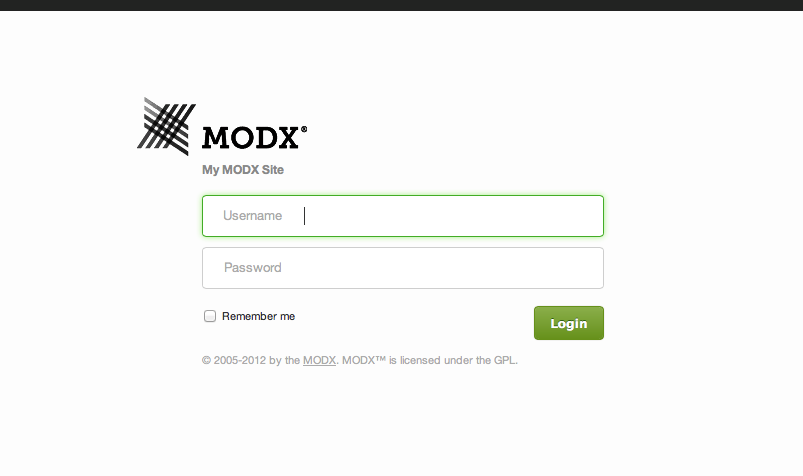 MODX®
My MODX Site
Username
Password
Remember me
Login
© 2005-2012 by the MODX. MODX™ is licensed under the GPL.